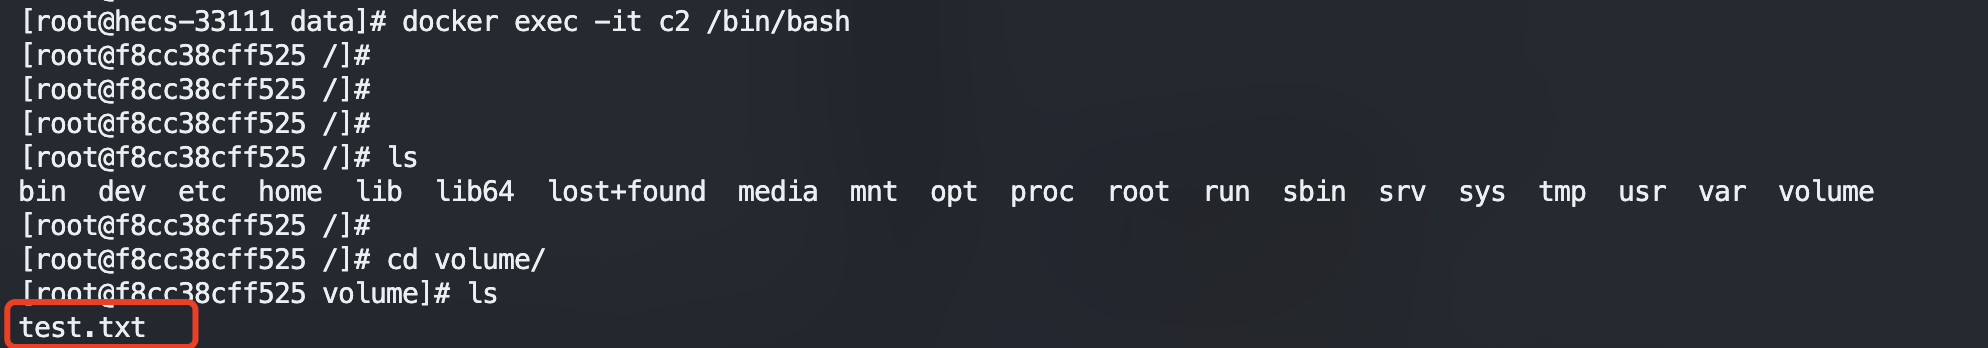 [root@hecs-33111 data]# docker exec -it c2 /bin/bash
[root@f8cc38cff525 /]#
[root@f8cc38cff525 /]#
[root@f8cc38cff525 /]#
[root@f8cc38cff525 /]# ls
bin  dev  etc  home  lib  lib64  lost+found  media  mnt  opt  proc  root  run  sbin  srv  sys  tmp  usr  var  volume
[root@f8cc38cff525 /]#
[root@f8cc38cff525 /]# cd volume/
[root@f8cc38cff525 volume]# ls
test.txt